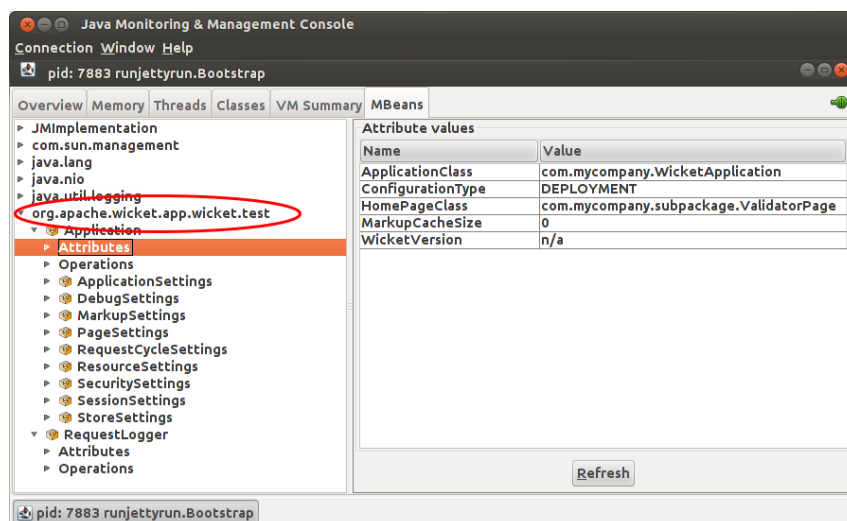 Java Monitoring & Management Console
Connection Window Help
pid: 7883 runjettyrun.Bootstrap
Overview Memory Threads Classes VM Summary MBeans
JMImplementation
com.sun.management
java.lang
java.nio
java.util.logging
org.apache.wicket.app.wicket.test
Application
Attributes
Operations
ApplicationSettings
DebugSettings
MarkupSettings
PageSettings
RequestCycleSettings
ResourceSettings
SecuritySettings
SessionSettings
StoreSettings
RequestLogger
Attributes
Operations
Attribute values
Name Value
ApplicationClass com.mycompany.WicketApplication
ConfigurationType DEPLOYMENT
HomePageClass com.mycompany.subpackage.ValidatorPage
MarkupCacheSize 0
WicketVersion n/a
Refresh
pid: 7883 runjettyrun.Bootstrap